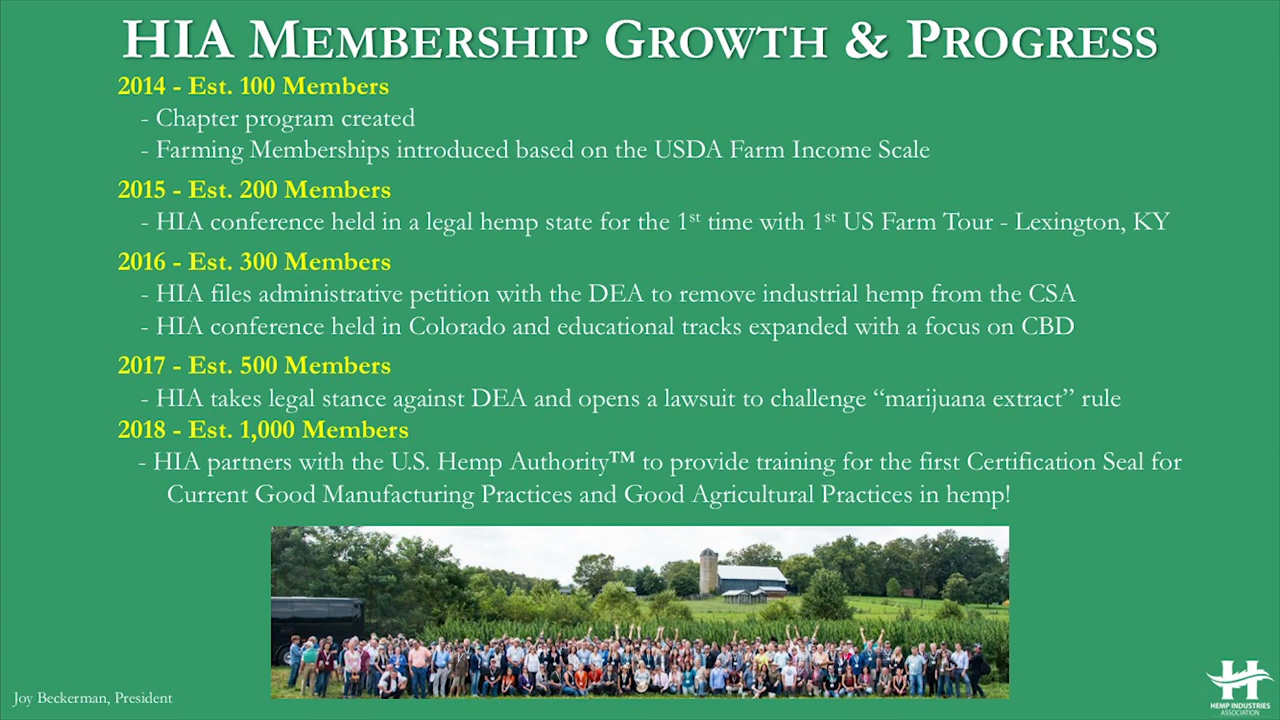 HIA MEMBERSHIP GROWTH & PROGRESS
2014 - Est. 100 Members
- Chapter program created
- Farming Memberships introduced based on the USDA Farm Income Scale
2015 - Est. 200 Members
- HIA conference held in a legal hemp state for the 1st time with 1st US Farm Tour - Lexington, KY
2016 - Est. 300 Members
- HIA files administrative petition with the DEA to remove industrial hemp from the CSA
- HIA conference held in Colorado and educational tracks expanded with a focus on CBD
2017 - Est. 500 Members
- HIA takes legal stance against DEA and opens a lawsuit to challenge “marijuana extract” rule
2018 - Est. 1,000 Members
- HIA partners with the U.S. Hemp Authority™ to provide training for the first Certification Seal for
Current Good Manufacturing Practices and Good Agricultural Practices in hemp!
Joy Beckerman, President
H
HEMP INDUSTRIES
ASSOCIATION